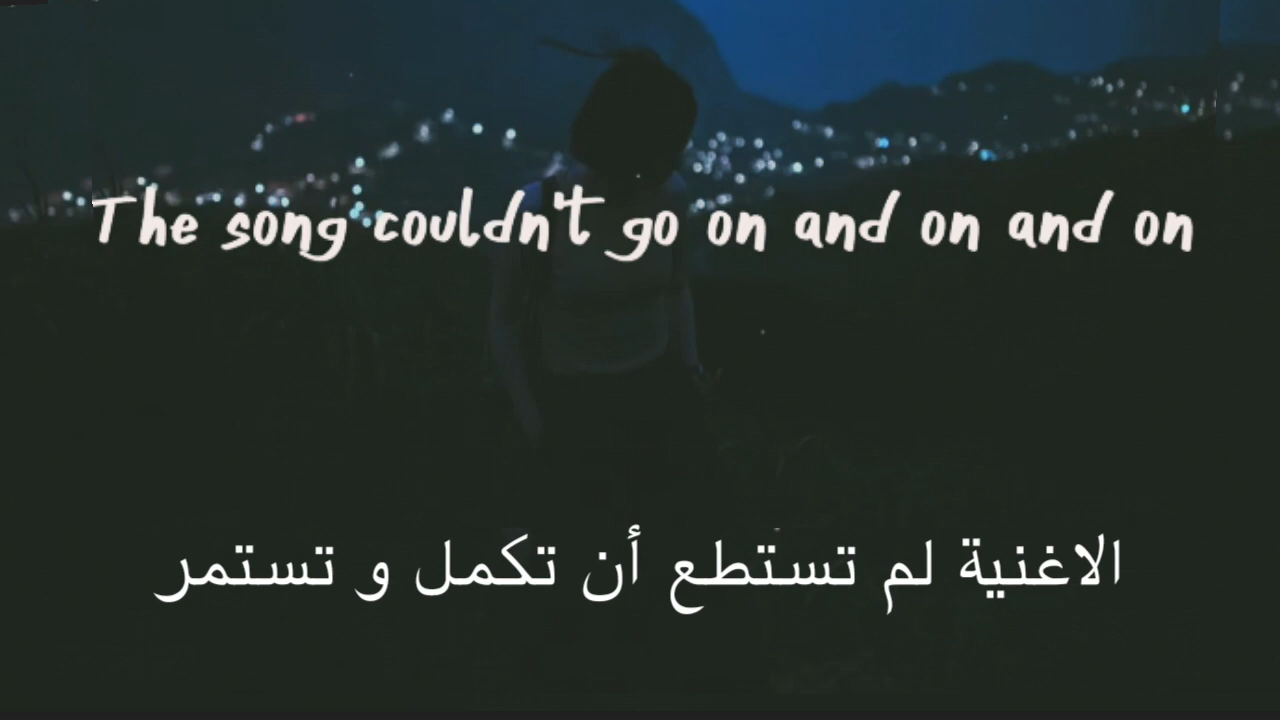 The song couldn't go on and on and on
الاغنية لم تستطع أن تكمل و تستمر